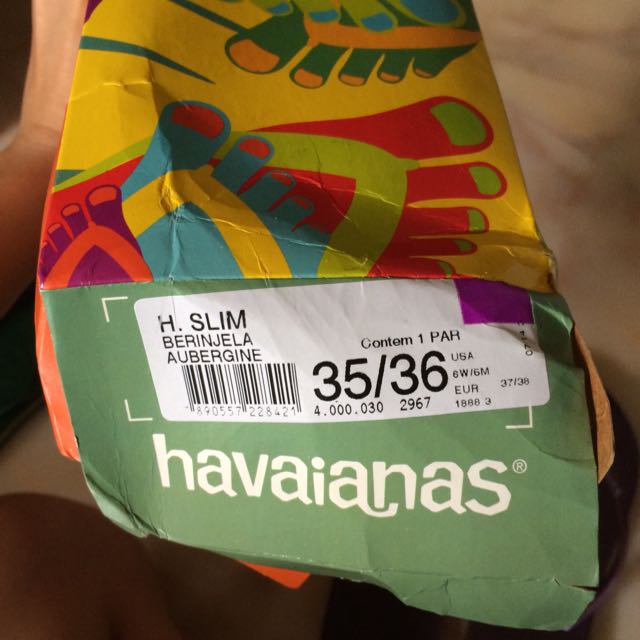 H. SLIM
BERINJELA
AUBERGINE
Contem 1 PAR
35/36
USA
6W/6M
EUR 37/38
890557 228421
4.000.030 2967
1888 3
havaianas®